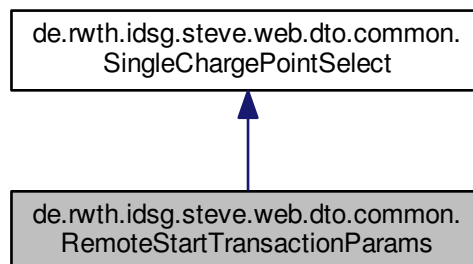 de.rwth.idsg.steve.web.dto.common.
SingleChargePointSelect
de.rwth.idsg.steve.web.dto.common.
RemoteStartTransactionParams